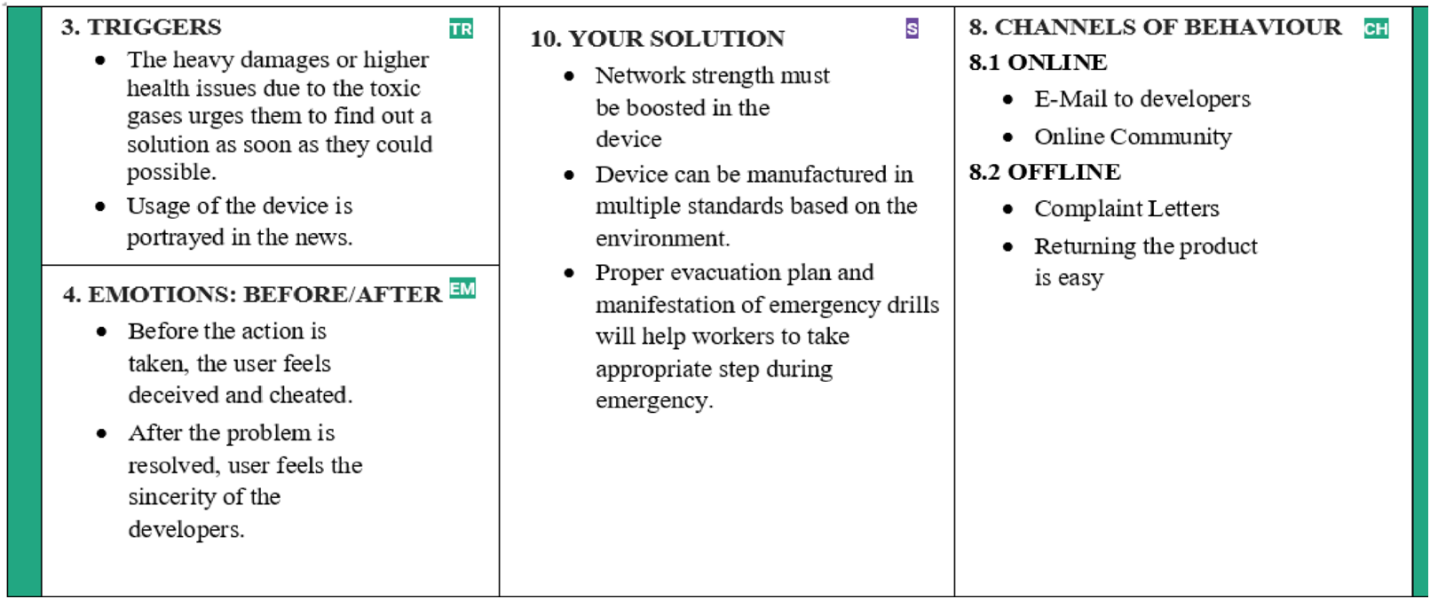 3. TRIGGERS
TR
● The heavy damages or higher
health issues due to the toxic
gases urges them to find out a
solution as soon as they could
possible.
● Usage of the device is
portrayed in the news.
4. EMOTIONS: BEFORE/AFTER
EM
● Before the action is
taken, the user feels
deceived and cheated.
● After the problem is
resolved, user feels the
sincerity of the
developers.
10. YOUR SOLUTION
S
● Network strength must
be boosted in the
device
● Device can be manufactured in
multiple standards based on the
environment.
● Proper evacuation plan and
manifestation of emergency drills
will help workers to take
appropriate step during
emergency.
8. CHANNELS OF BEHAVIOUR
CH
8.1 ONLINE
● E-Mail to developers
● Online Community
8.2 OFFLINE
● Complaint Letters
● Returning the product
is easy